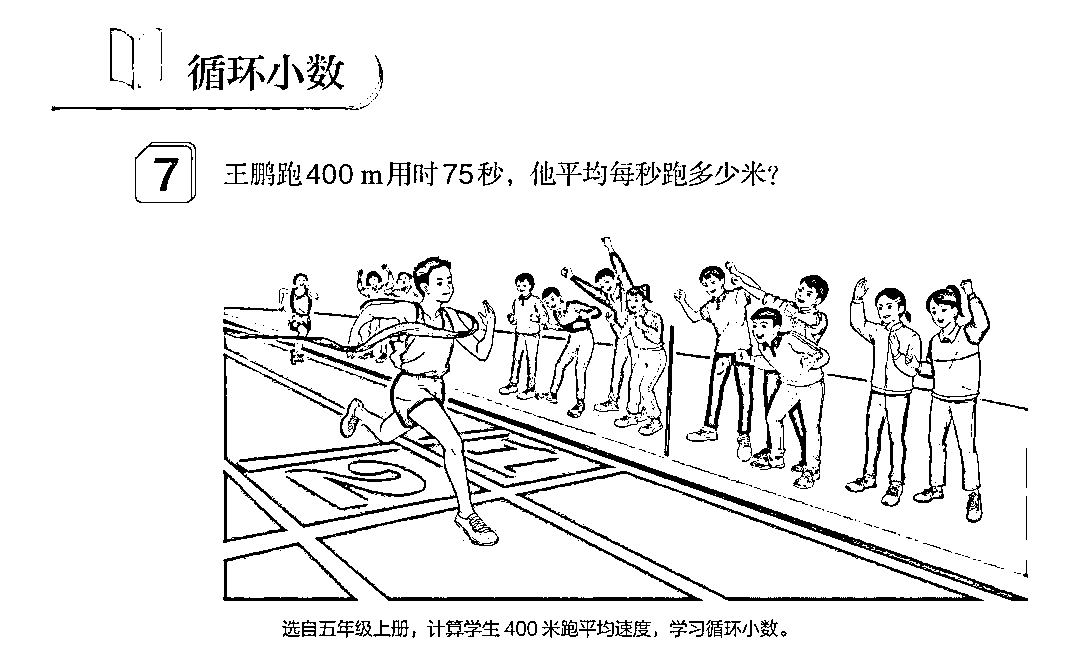 循环小数
7 王鹏跑400 m用时75秒，他平均每秒跑多少米？
1
2
选自五年级上册，计算学生400米跑平均速度，学习循环小数。